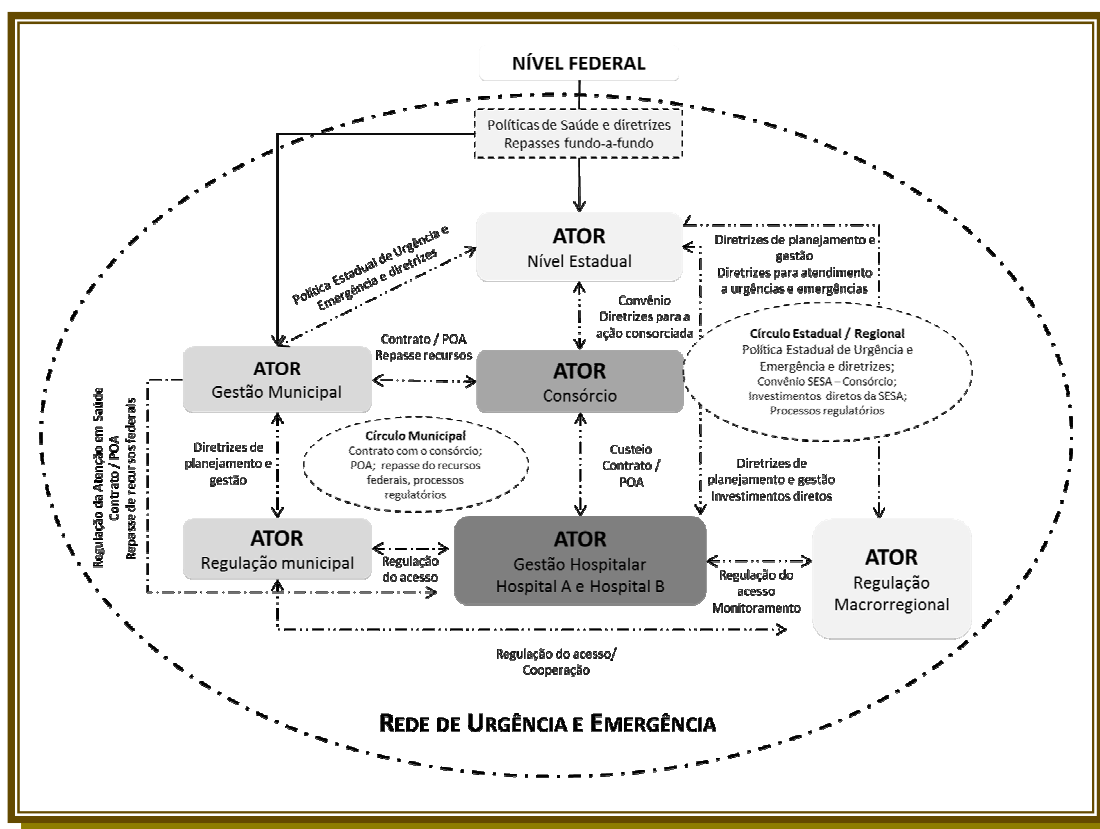 NÍVEL FEDERAL
Políticas de Saúde e diretrizes
Repasses fundo-a-fundo
ATOR
Nível Estadual
Política Estadual de Urgência e
Emergência e diretrizes
Diretrizes de planejamento e
gestão
Diretrizes para atendimento
a urgências e emergências
Convênio
Diretrizes para a
ação consorciada
Contrato / POA
Repasse recursos
ATOR
Gestão Municipal
ATOR
Consórcio
Círculo Estadual / Regional
Política Estadual de Urgência e
Emergência e diretrizes;
Convênio SESA – Consórcio;
Investimentos diretos da SESA;
Processos regulatórios
Regulação da Atenção em Saúde
Contrato / POA
Repasse de recursos federais
Diretrizes de
planejamento e
gestão
Círculo Municipal
Contrato com o consórcio;
POA; repasse do recursos
federais, processos
regulatórios
Custeio
Contrato /
POA
Diretrizes de
planejamento e gestão
Investimentos diretos
ATOR
Regulação municipal
Regulação
do acesso
ATOR
Gestão Hospitalar
Hospital A e Hospital B
Regulação do
acesso
Monitoramento
ATOR
Regulação
Macrorregional
Regulação do acesso/
Cooperação
REDE DE URGÊNCIA E EMERGÊNCIA